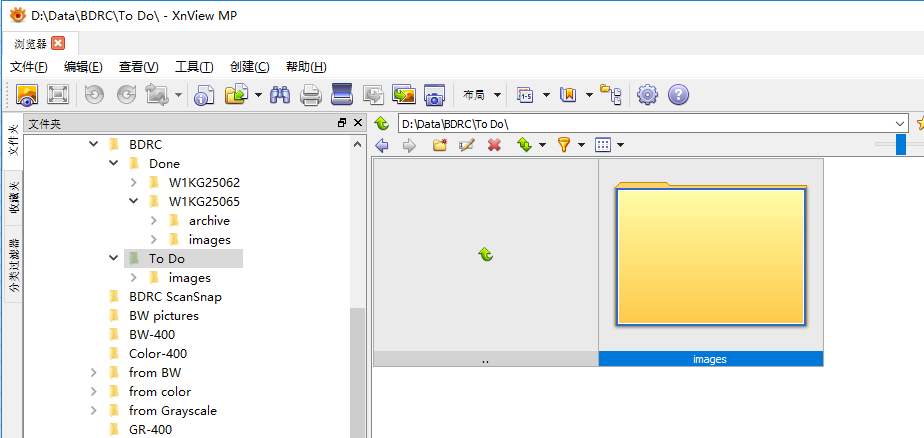 D:\Data\BDRC\To Do\ - XnView MP
浏览器
文件(F) 编辑(E) 查看(V) 工具(T) 创建(C) 帮助(H)
布局
1-5
文件夹
D:\Data\BDRC\To Do\
文件夹
收藏夹
分类过滤器
BDRC
Done
W1KG25062
W1KG25065
archive
images
To Do
images
BDRC ScanSnap
BW pictures
BW-400
Color-400
from BW
from color
from Grayscale
GR-400
..
images